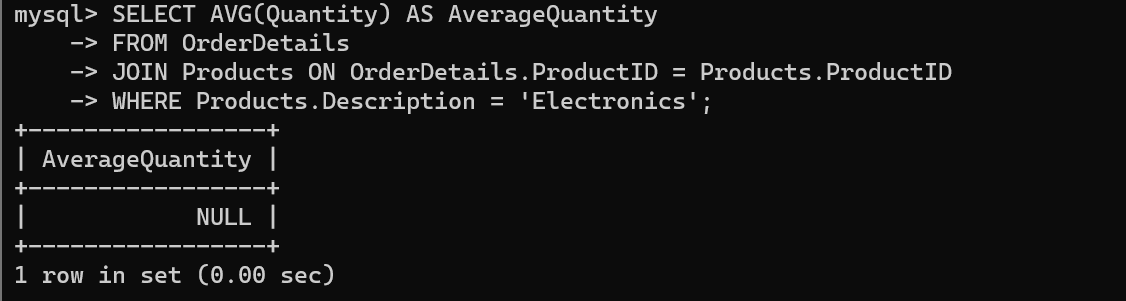 mysql> SELECT AVG(Quantity) AS AverageQuantity
    -> FROM OrderDetails
    -> JOIN Products ON OrderDetails.ProductID = Products.ProductID
    -> WHERE Products.Description = 'Electronics';
+-----------------+
| AverageQuantity |
+-----------------+
|            NULL |
+-----------------+
1 row in set (0.00 sec)